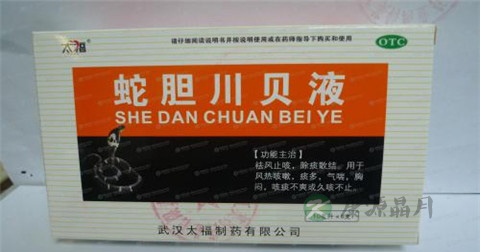 太福
请仔细阅读说明书并按说明使用或在药师指导下购买和使用
OTC
蛇胆川贝液
SHE DAN CHUAN BEI YE
【功能主治】
祛风止咳，除痰散结。用于
风热咳嗽，痰多，气喘，胸
闷，咳痰不爽或久咳不止。
武汉太福制药有限公司
康源晶月